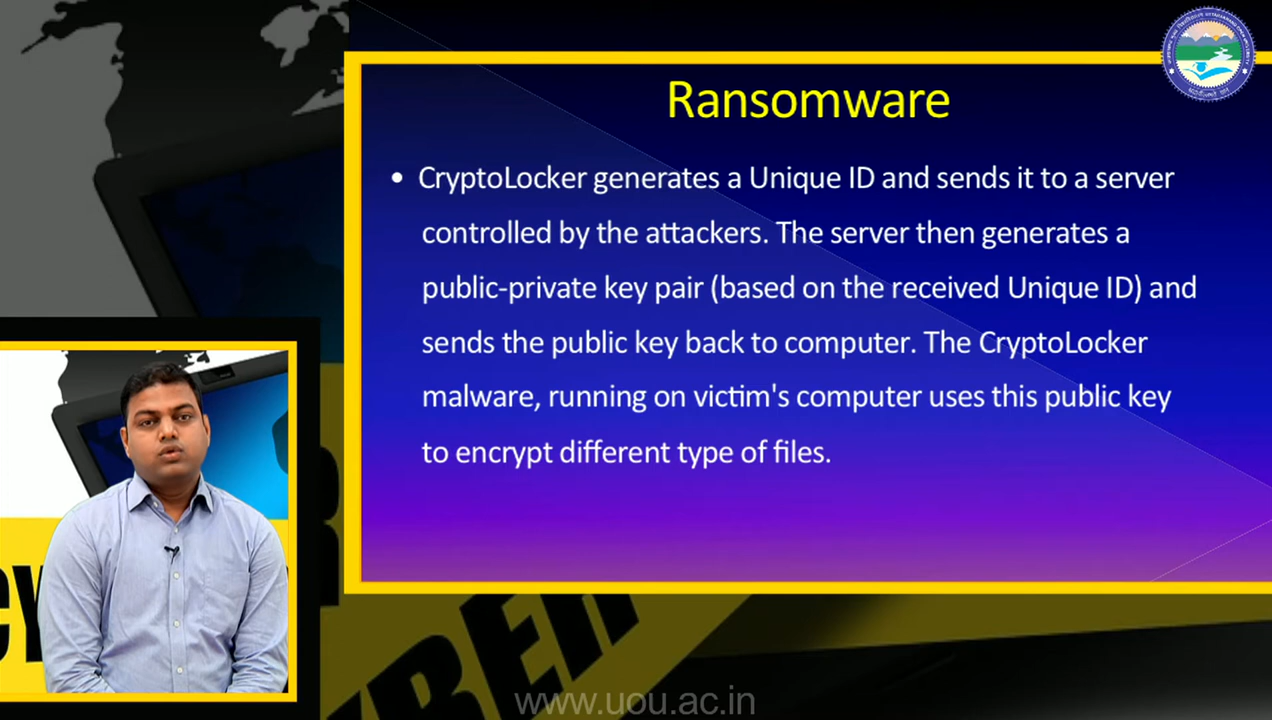 Ransomware
• CryptoLocker generates a Unique ID and sends it to a server
controlled by the attackers. The server then generates a
public-private key pair (based on the received Unique ID) and
sends the public key back to computer. The CryptoLocker
malware, running on victim's computer uses this public key
to encrypt different type of files.
CY
R
YBER
www.uou.ac.in